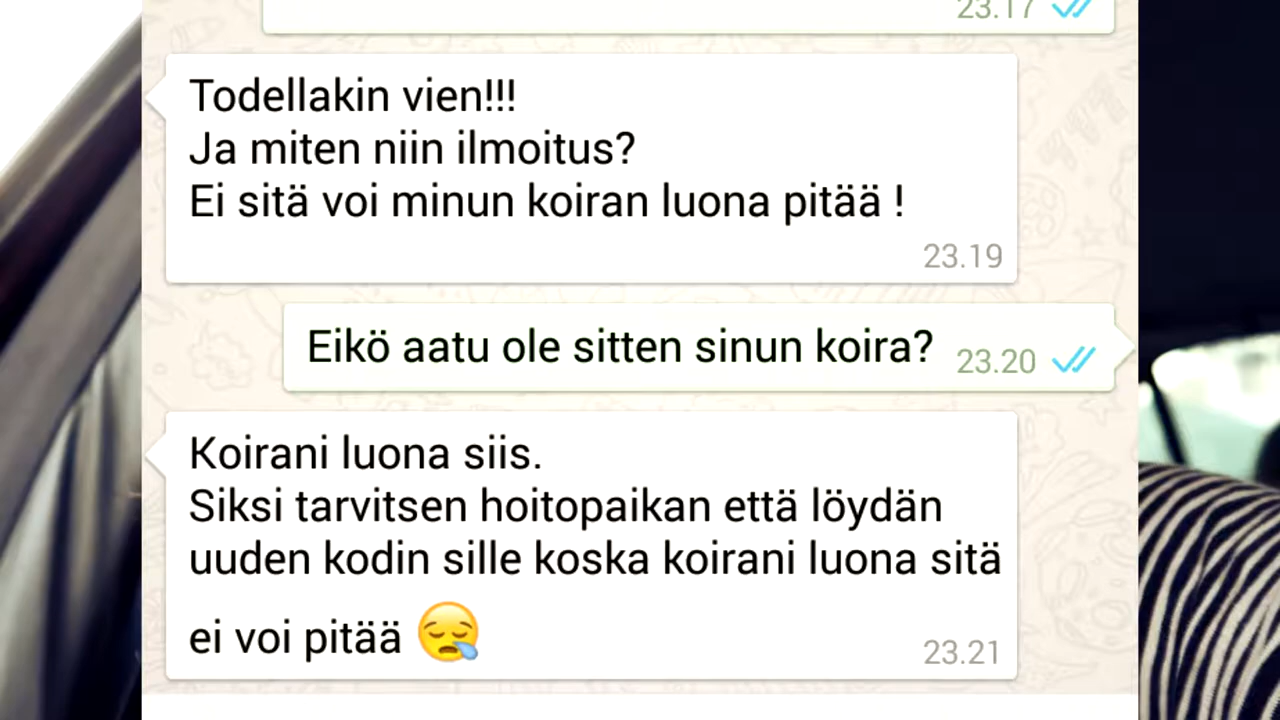 23.17
Todellakin vien!!!
Ja miten niin ilmoitus?
Ei sitä voi minun koiran luona pitää !
23.19
Eikö aatu ole sitten sinun koira? 23.20
Koirani luona siis.
Siksi tarvitsen hoitopaikan että löydän
uuden kodin sille koska koirani luona sitä
ei voi pitää 😪
23.21